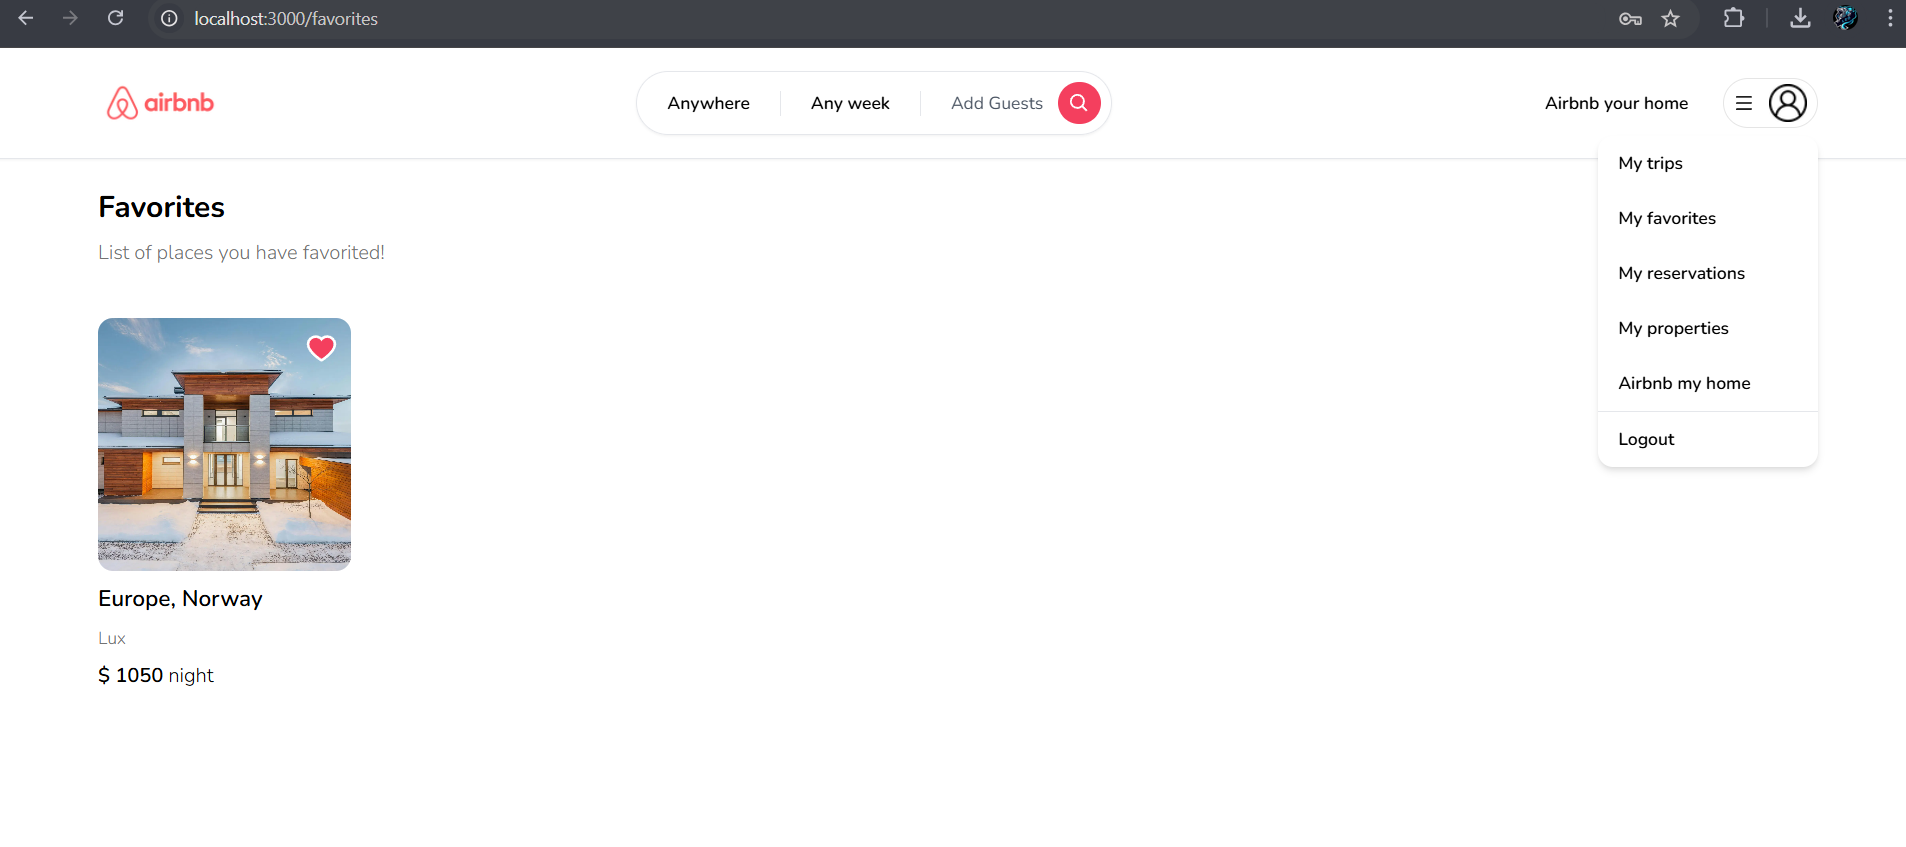 localhost:3000/favorites
airbnb
Anywhere
Any week
Add Guests
Airbnb your home
My trips
My favorites
My reservations
My properties
Airbnb my home
Logout
Favorites
List of places you have favorited!
Europe, Norway
Lux
$ 1050 night